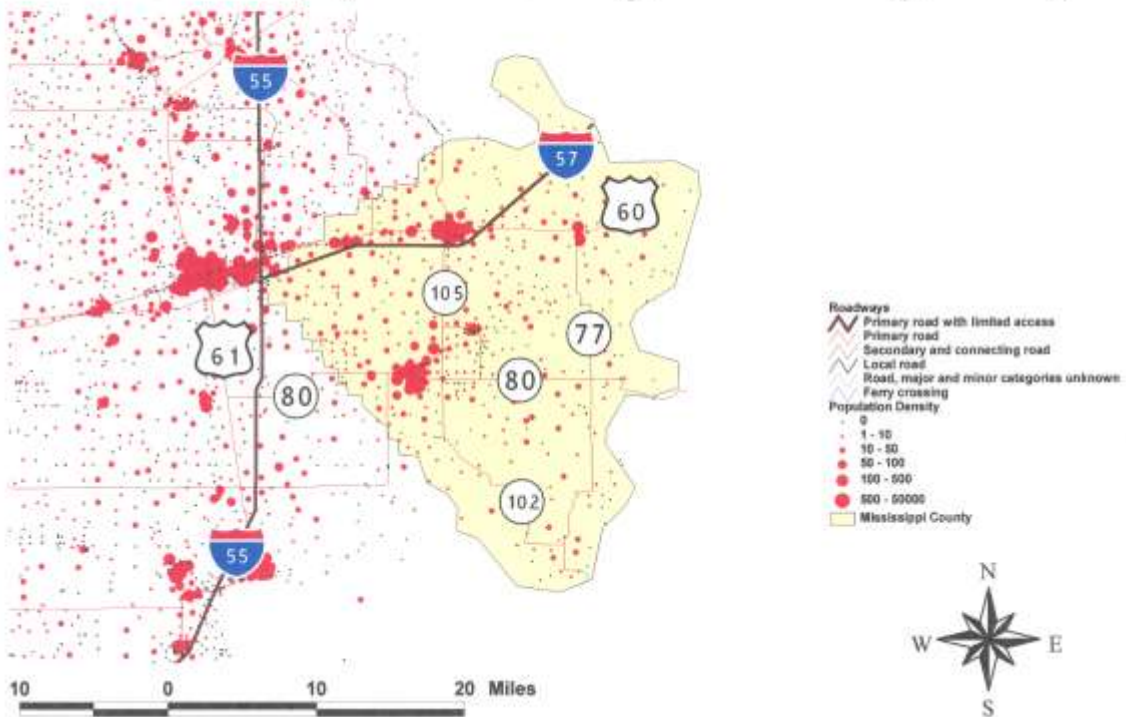 55
57
60
105
77
61
80
80
102
55
Roadways
Primary road with limited access
Primary road
Secondary and connecting road
Local road
Road, major and minor categories unknown
Ferry crossing
Population Density
0
1 - 10
10 - 50
50 - 100
100 - 500
500 - 50000
Mississippi County
N
W E
S
10 0 10 20 Miles